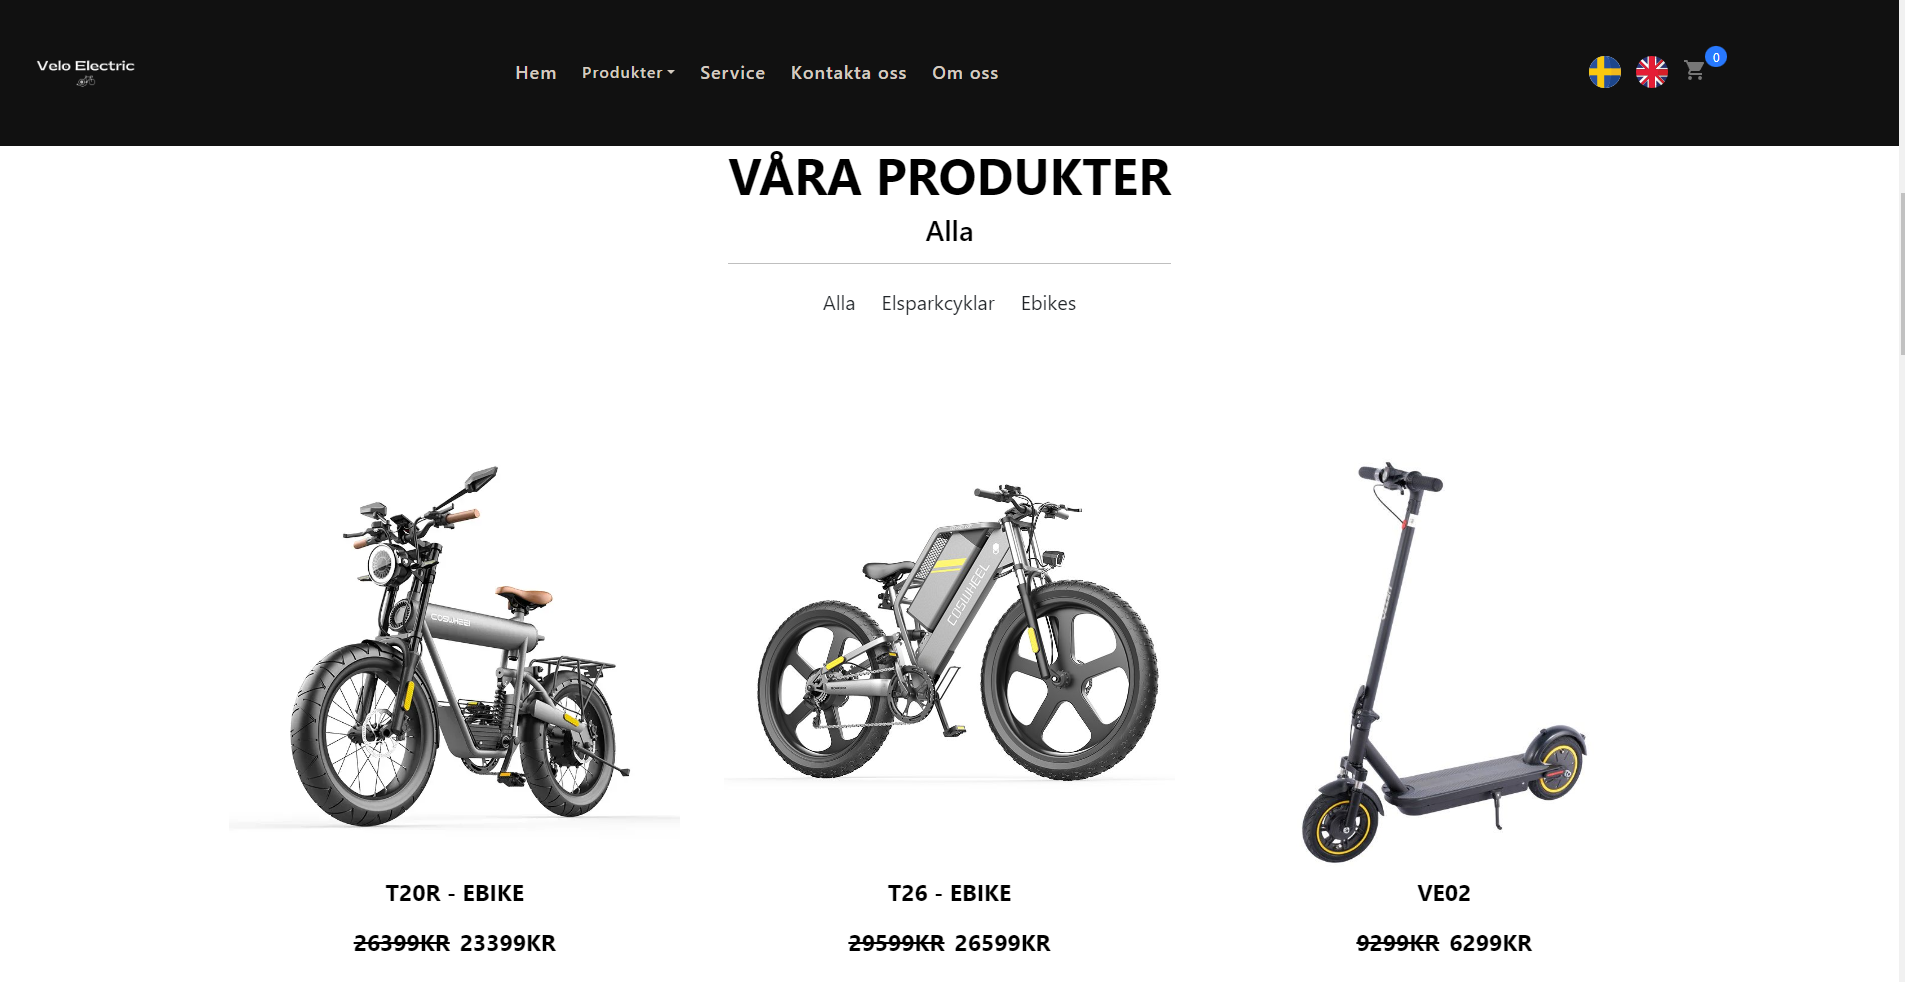 Velo Electric
Hem Produkter Service Kontakta oss Om oss
0
VÅRA PRODUKTER
Alla
Alla Elsparkcyklar Ebikes
COSWHEEL
COSWHEEL
T20R - EBIKE
T26 - EBIKE
VE02
26399KR 23399KR
29599KR 26599KR
9299KR 6299KR